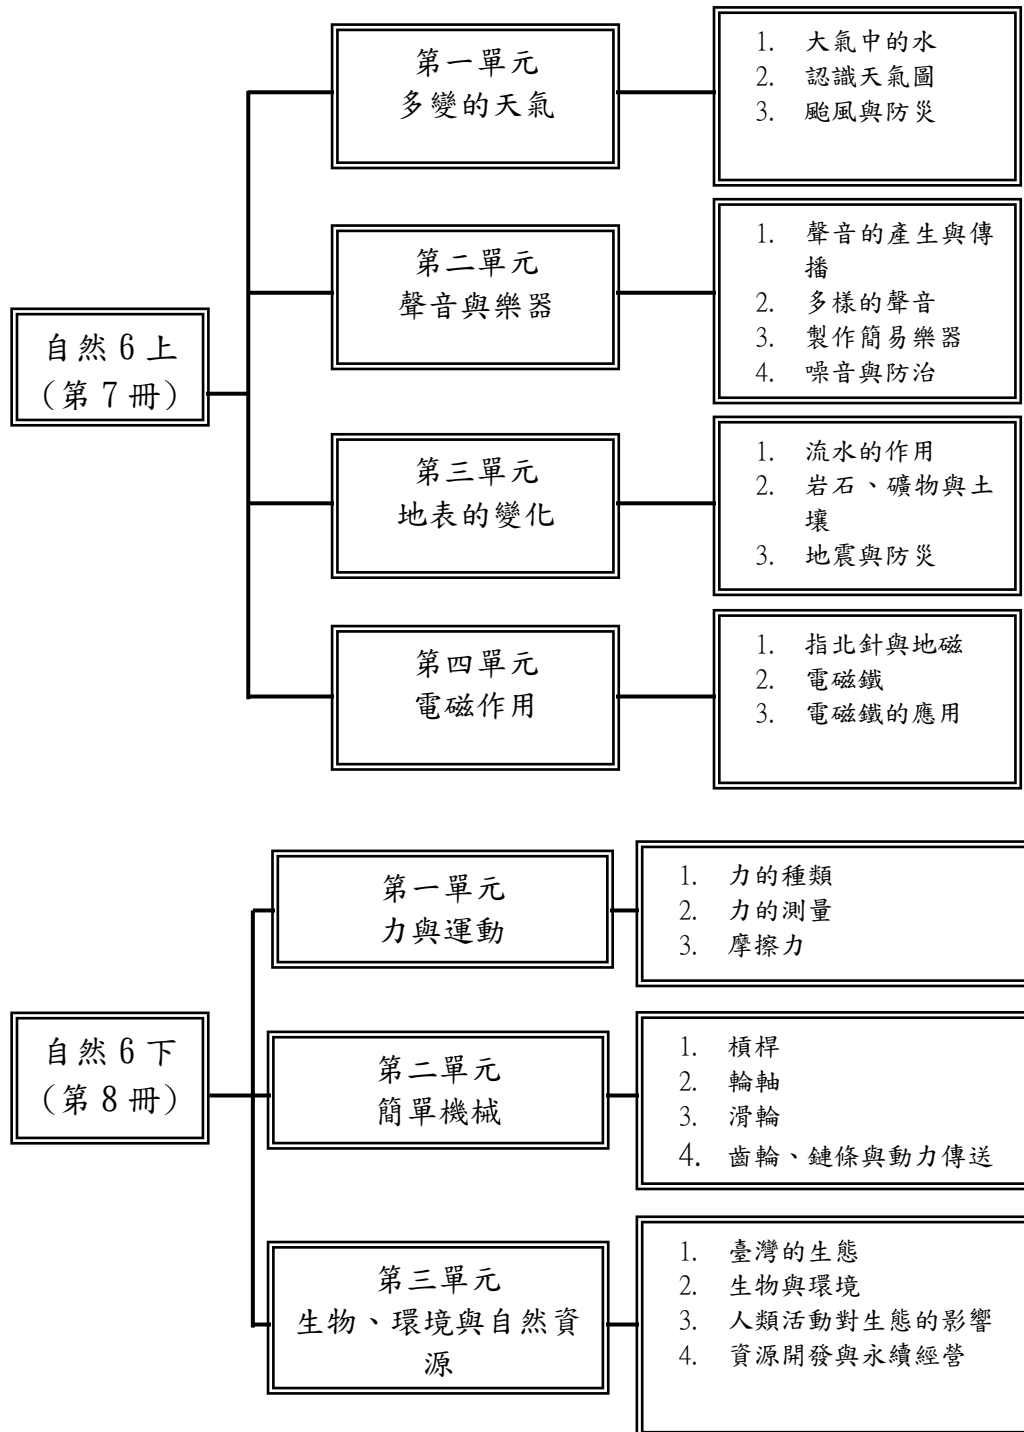 自然6上
（第7冊）
第一單元
多變的天氣
1. 大氣中的水
2. 認識天氣圖
3. 颱風與防災
第二單元
聲音與樂器
1. 聲音的產生與傳
播
2. 多樣的聲音
3. 製作簡易樂器
4. 噪音與防治
第三單元
地表的變化
1. 流水的作用
2. 岩石、礦物與土
壤
3. 地震與防災
第四單元
電磁作用
1. 指北針與地磁
2. 電磁鐵
3. 電磁鐵的應用
自然6下
（第8冊）
第一單元
力與運動
1. 力的種類
2. 力的測量
3. 摩擦力
第二單元
簡單機械
1. 槓桿
2. 輪軸
3. 滑輪
4. 齒輪、鏈條與動力傳送
第三單元
生物、環境與自然資
源
1. 臺灣的生態
2. 生物與環境
3. 人類活動對生態的影響
4. 資源開發與永續經營